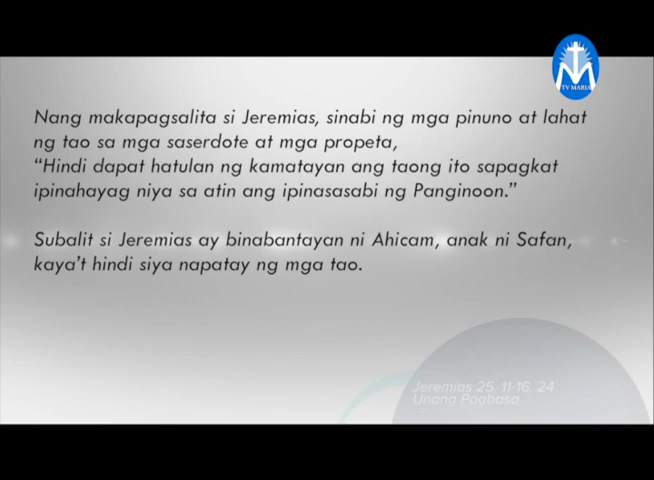 TV MARIA
Nang makapagsalita si Jeremias, sinabi ng mga pinuno at lahat
ng tao sa mga saserdote at mga propeta,
“Hindi dapat hatulan ng kamatayan ang taong ito sapagkat
ipinahayag niya sa atin ang ipinasasabi ng Panginoon.”
Subalit si Jeremias ay binabantayan ni Ahicam, anak ni Safan,
kaya’t hindi siya napatay ng mga tao.
Jeremias 25, 11-16. 24
Unang Pagbasa